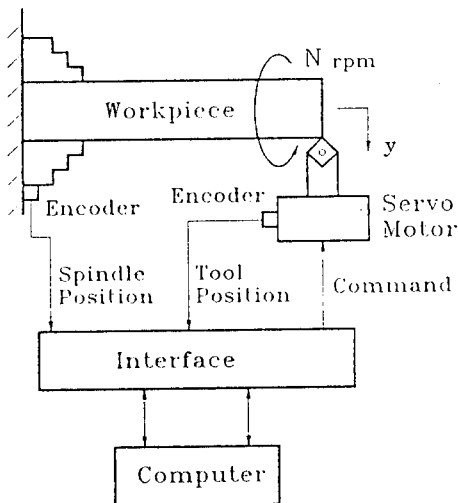 N rpm
Workpiece
y
Encoder
Encoder
Servo
Motor
Spindle
Position
Tool
Position
Command
Interface
Computer